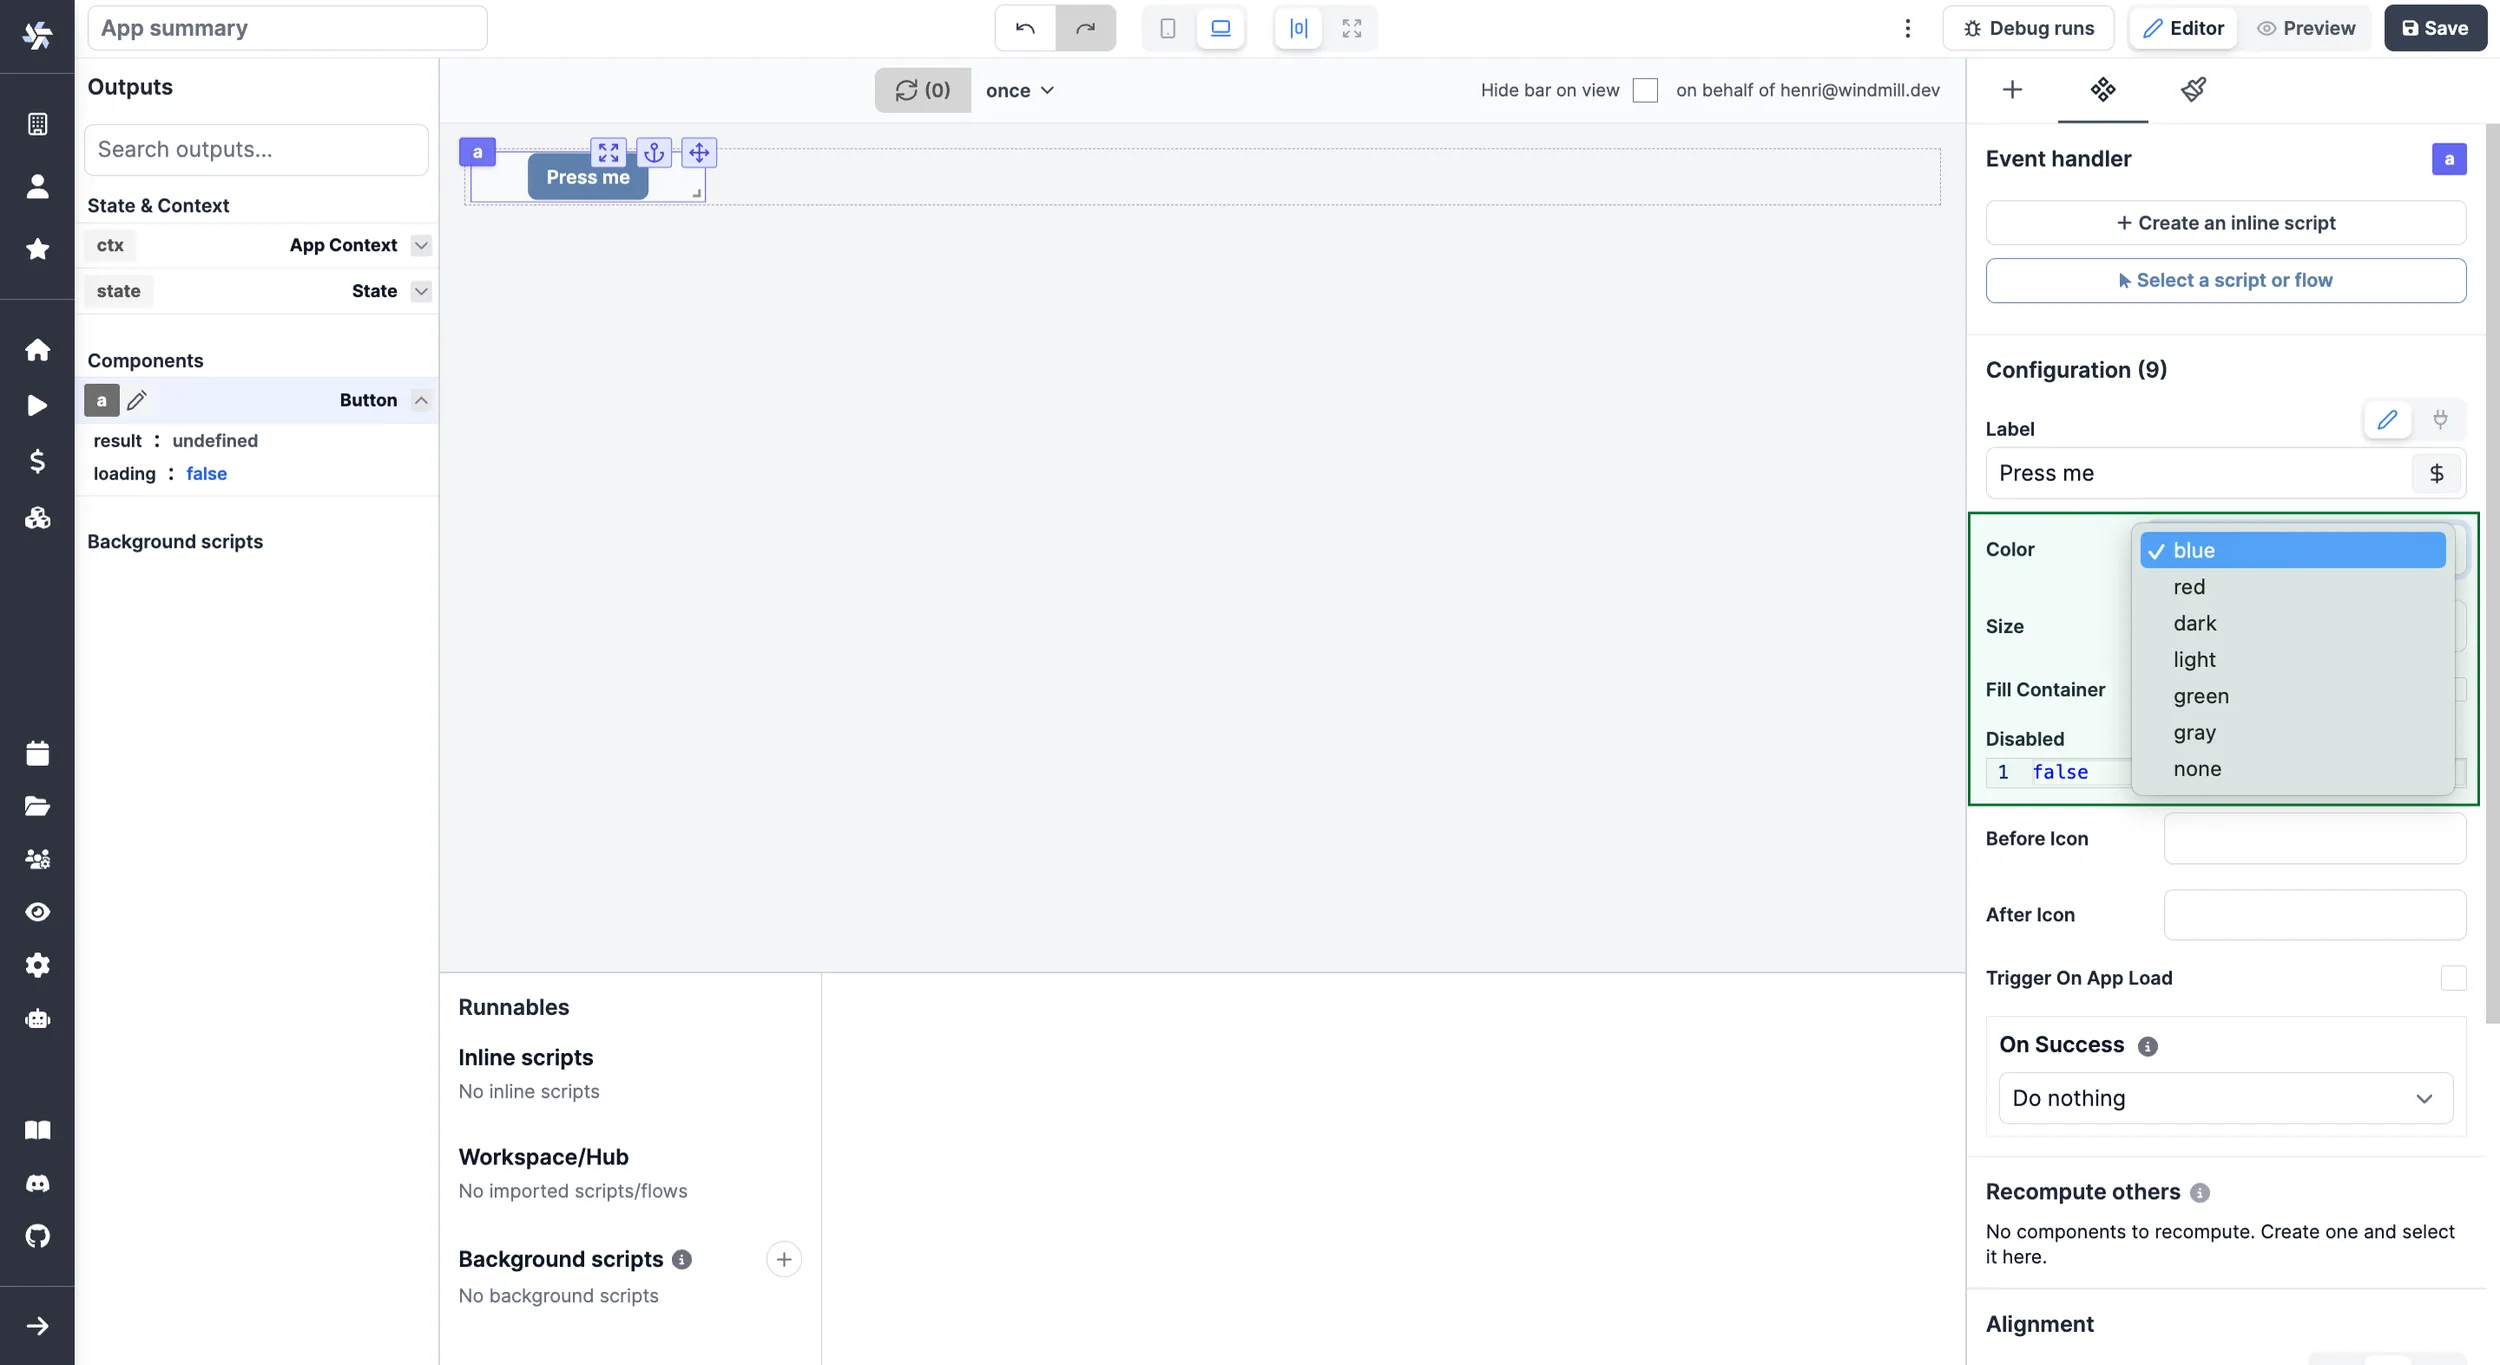 App summary
Debug runs
Editor
Preview
Save
Outputs
Search outputs...
State & Context
ctx
App Context
state
State
Components
a
Button
result : undefined
loading : false
Background scripts
(0)
once
Hide bar on view
on behalf of henri@windmill.dev
a
Press me
Runnables
Inline scripts
No inline scripts
Workspace/Hub
No imported scripts/flows
Background scripts
No background scripts
Event handler
a
+ Create an inline script
Select a script or flow
Configuration (9)
Label
Press me
$
Color
blue
red
dark
light
green
gray
none
Size
Fill Container
Disabled
1 false
Before Icon
After Icon
Trigger On App Load
On Success
Do nothing
Recompute others
No components to recompute. Create one and select
it here.
Alignment